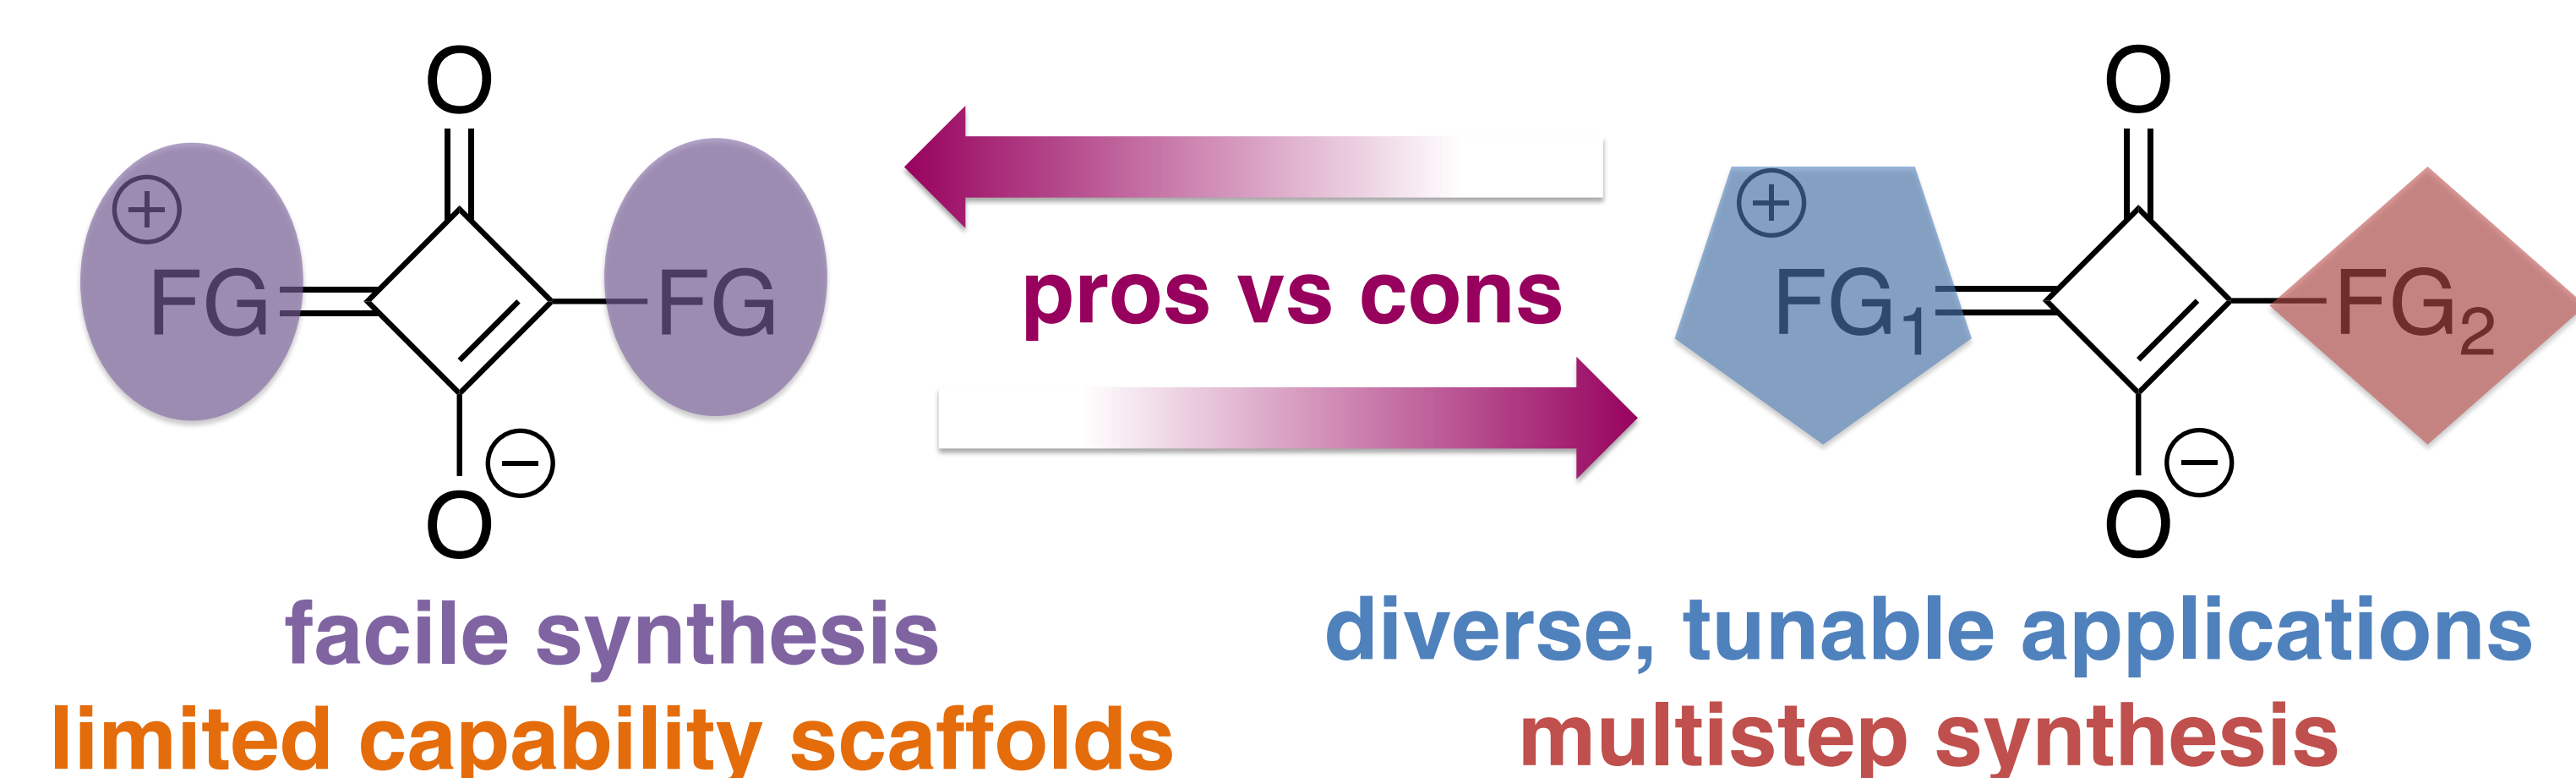 O
O
⊕
⊕
FG
FG
pros vs cons
FG₁
FG₂
⊖
⊖
O
O
facile synthesis
diverse, tunable applications
limited capability scaffolds
multistep synthesis